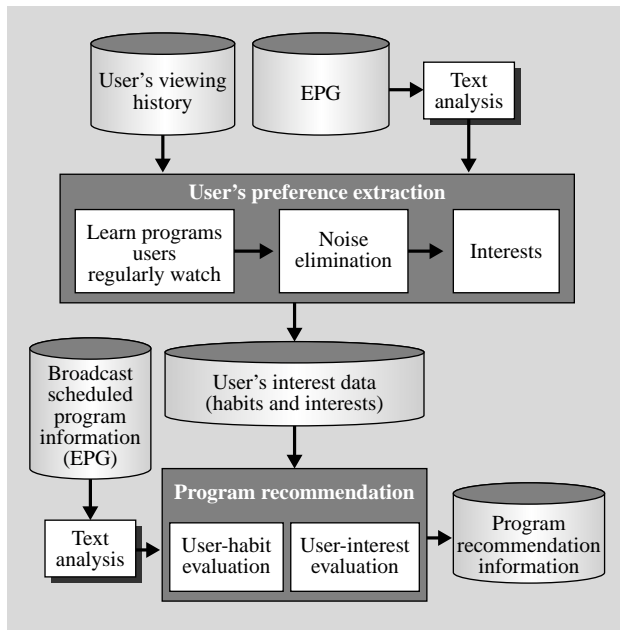 User's viewing
history
EPG
Text
analysis
User's preference extraction
Learn programs
users
regularly watch
Noise
elimination
Interests
Broadcast
scheduled
program
information
(EPG)
User's interest data
(habits and interests)
Program recommendation
Text
analysis
User-habit
evaluation
User-interest
evaluation
Program
recommendation
information